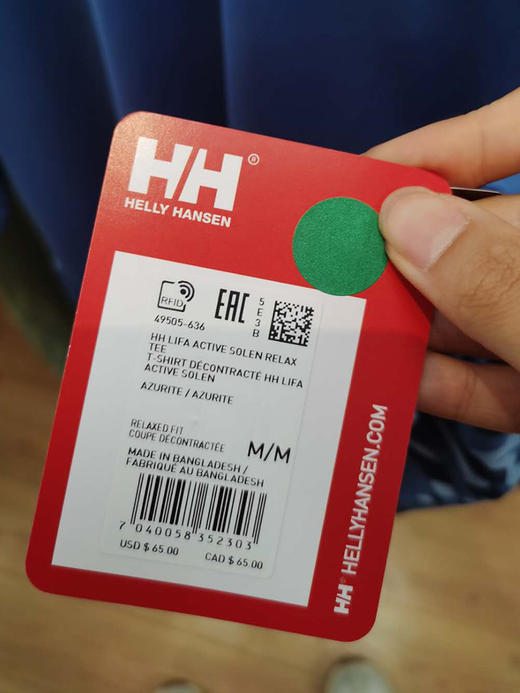 HH®
HELLY HANSEN
RFID
EAC
5
E
3
B
49505-636
HH LIFA ACTIVE SOLEN RELAX
TEE
T-SHIRT DÉCONTRACTÉ HH LIFA
ACTIVE SOLEN
AZURITE / AZURITE
RELAXED FIT
COUPE DÉCONTRACTÉE
M/M
MADE IN BANGLADESH /
FABRIQUÉ AU BANGLADESH
7 040058 352303
USD $ 65.00 CAD $ 65.00
HH® HELLYHANSEN.COM